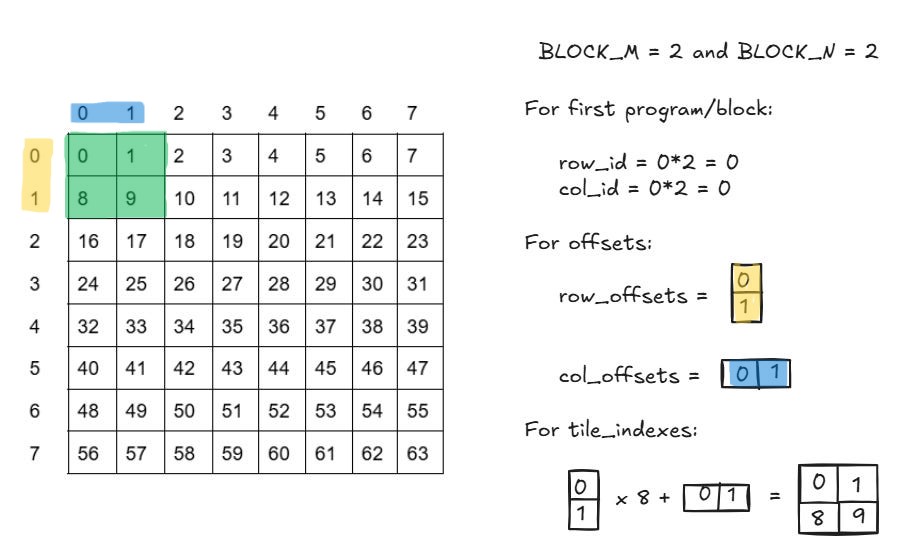 BLOCK_M = 2 and BLOCK_N = 2
0 1 2 3 4 5 6 7
0 0 1 2 3 4 5 6 7
1 8 9 10 11 12 13 14 15
2 16 17 18 19 20 21 22 23
3 24 25 26 27 28 29 30 31
4 32 33 34 35 36 37 38 39
5 40 41 42 43 44 45 46 47
6 48 49 50 51 52 53 54 55
7 56 57 58 59 60 61 62 63
For first program/block:
row_id = 0*2 = 0
col_id = 0*2 = 0
For offsets:
row_offsets =
0
1
col_offsets = 0 1
For tile_indexes:
0
1
x 8 + 0 1 =
0 1
8 9